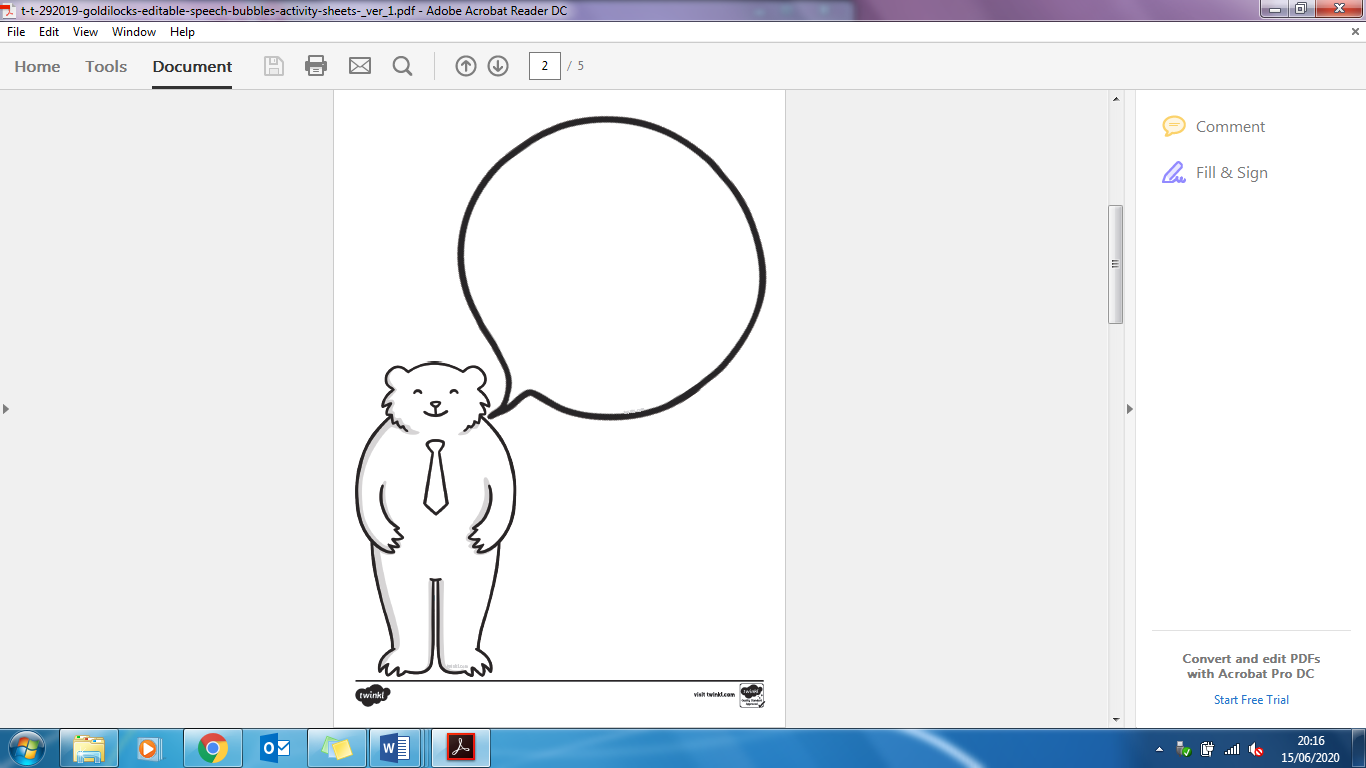 t-t-292019-goldilocks-editable-speech-bubbles-activity-sheets-_ver_1.pdf - Adobe Acrobat Reader DC
File Edit View Window Help
Home Tools Document 2 / 5
Comment
Fill & Sign
twinkl
visit twinkl.com
twinkl
Convert and edit PDFs
with Acrobat Pro DC
Start Free Trial
20:16
15/06/2020